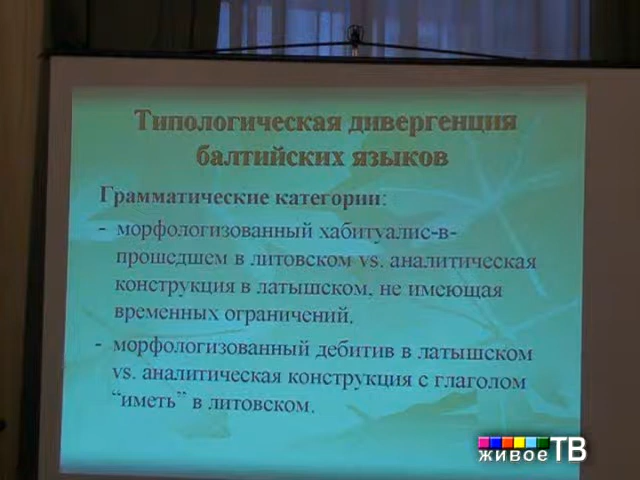 Типологическая дивергенция
балтийских языков
Грамматические категории:
- морфологизованный хабитуалис-в-
прошедшем в литовском vs. аналитическая
конструкция в латышском, не имеющая
временных ограничений.
- морфологизованный дебитив в латышском
vs. аналитическая конструкция с глаголом
“иметь” в литовском.
живоеТВ